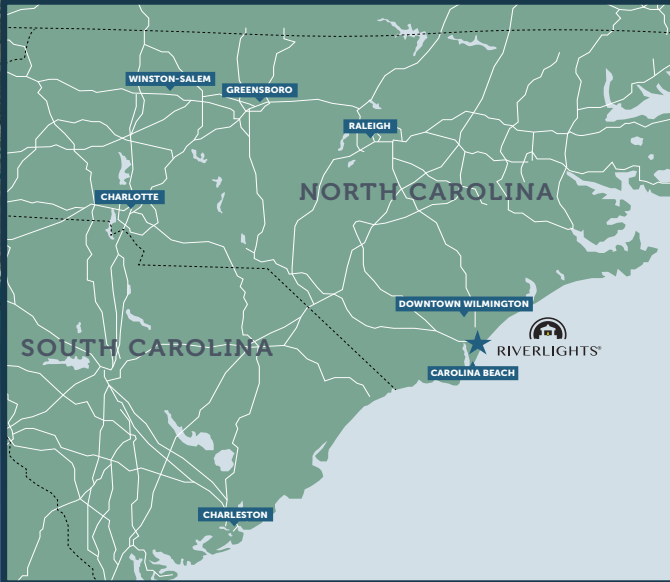 WINSTON-SALEM
GREENSBORO
RALEIGH
NORTH CAROLINA
CHARLOTTE
DOWNTOWN WILMINGTON
SOUTH CAROLINA
RIVERLIGHTS®
CAROLINA BEACH
CHARLESTON